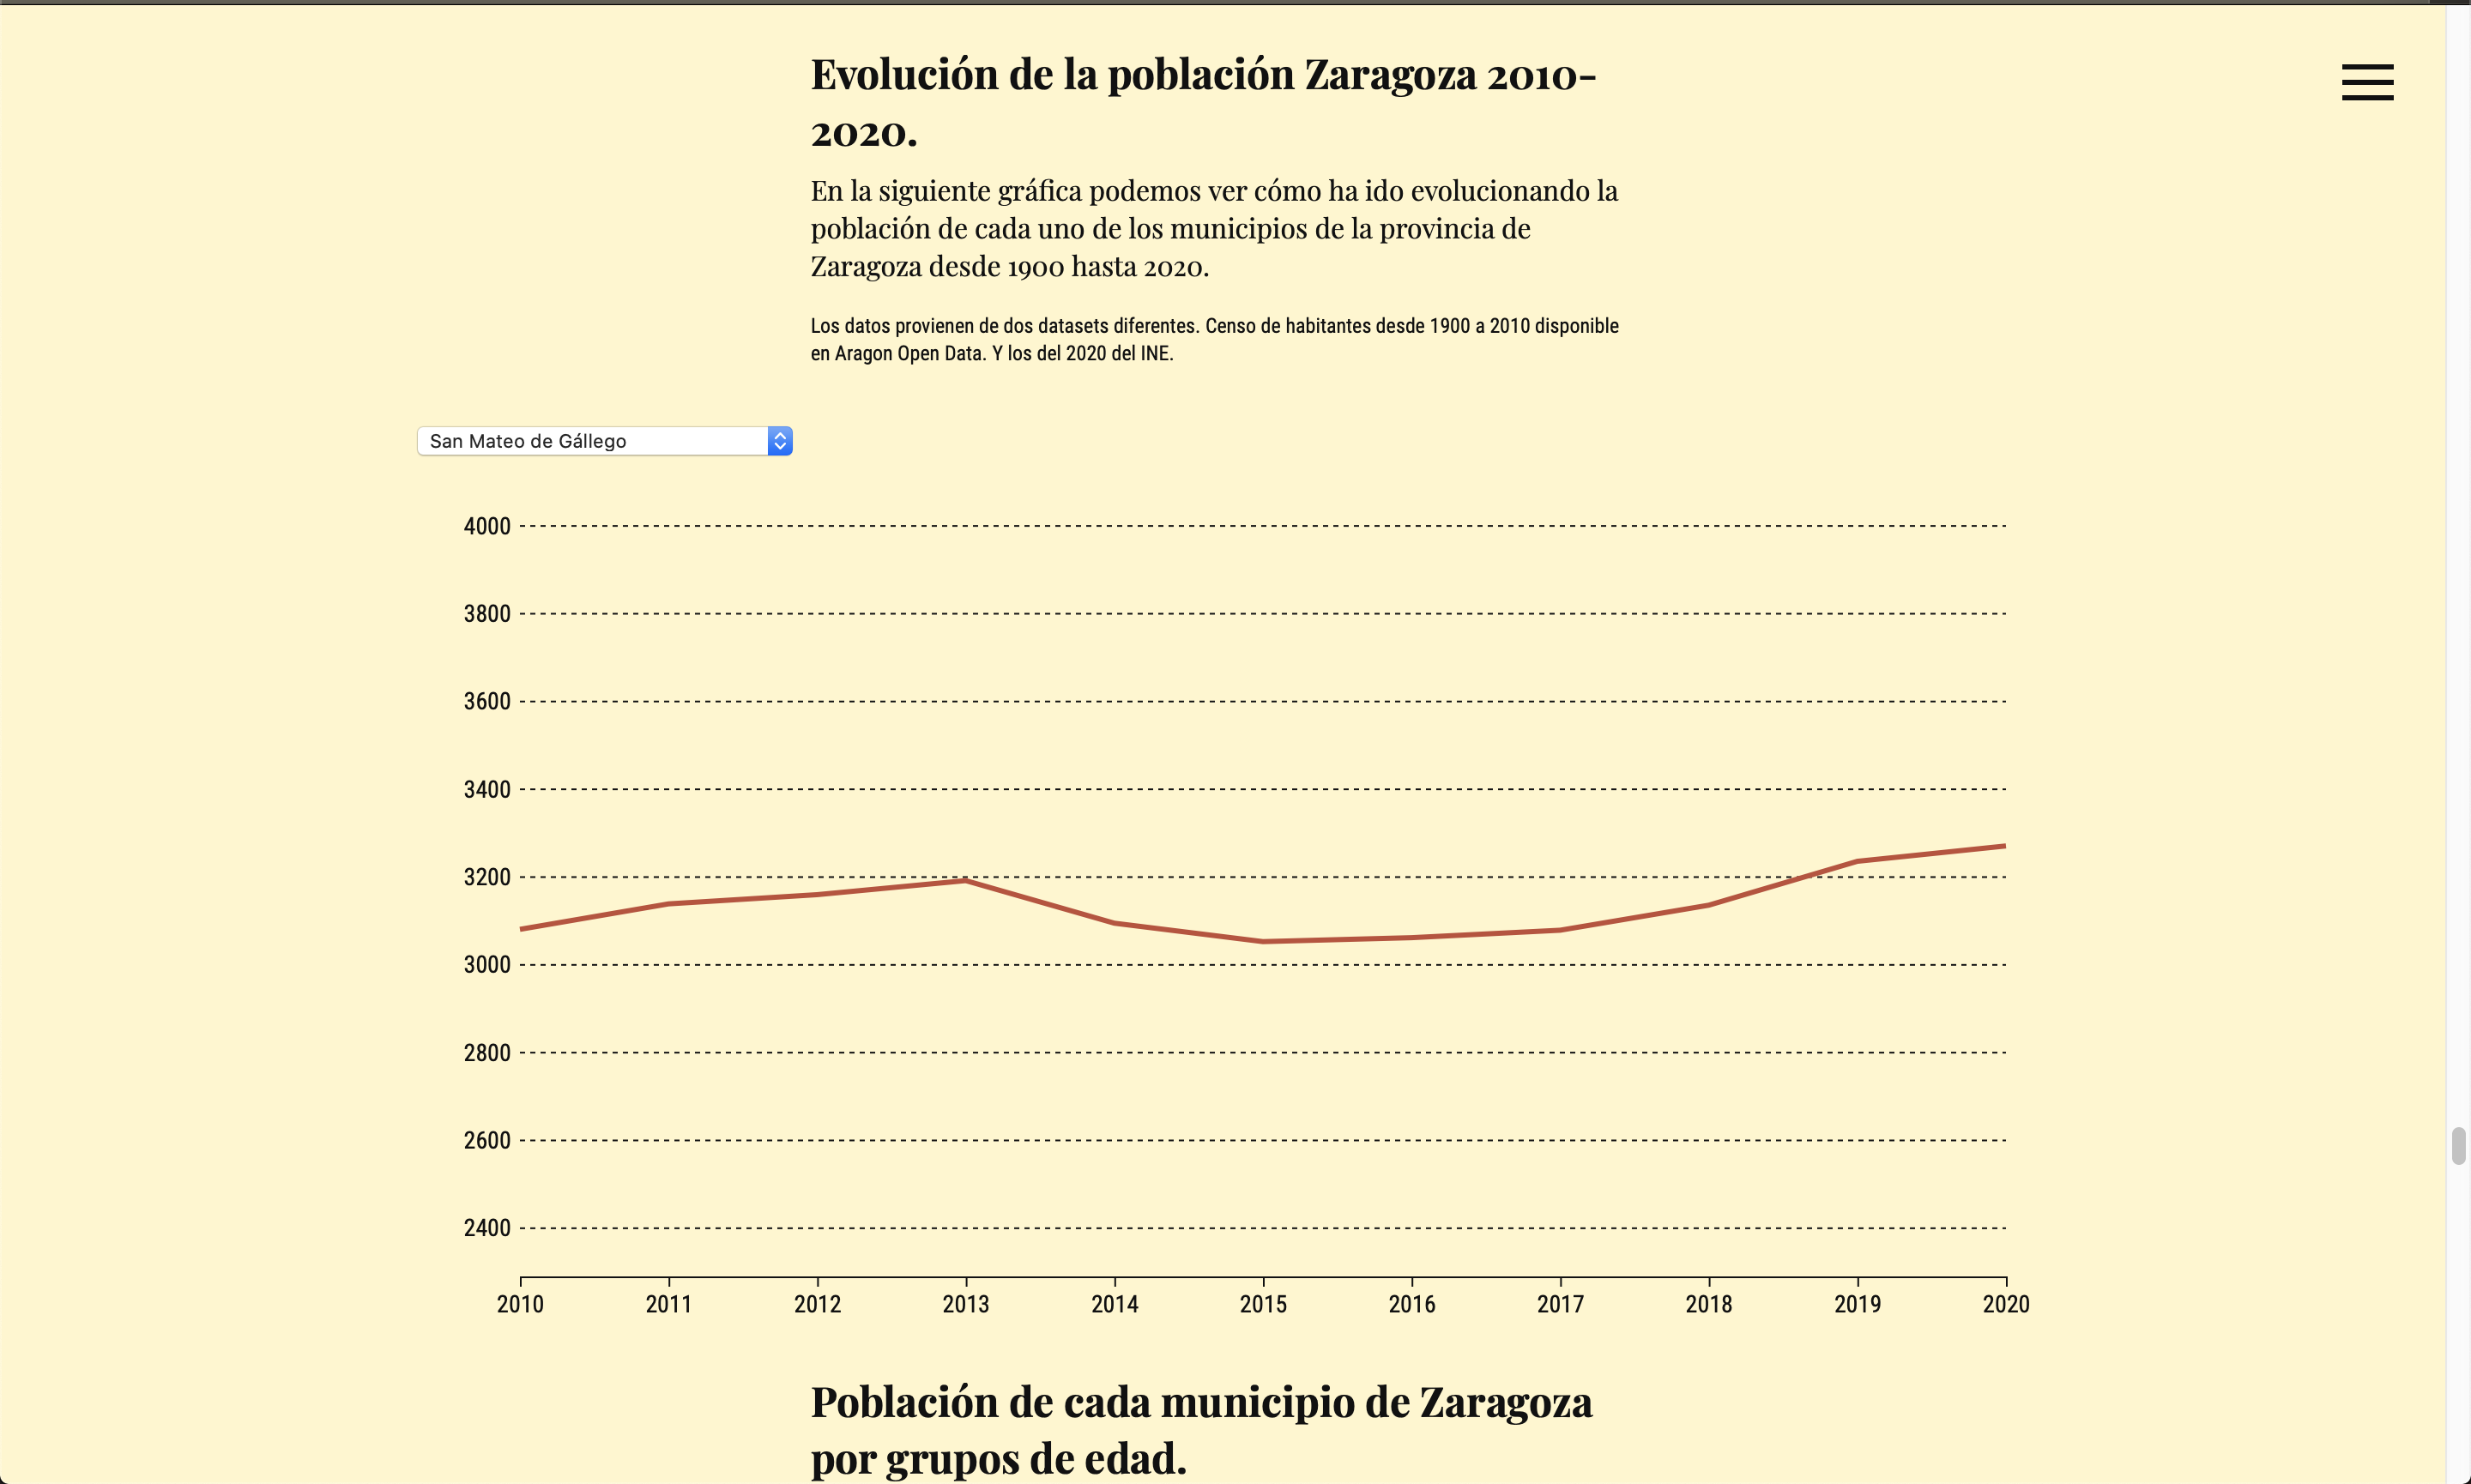 Evolución de la población Zaragoza 2010-
2020.
En la siguiente gráfica podemos ver cómo ha ido evolucionando la
población de cada uno de los municipios de la provincia de
Zaragoza desde 1900 hasta 2020.
Los datos provienen de dos datasets diferentes. Censo de habitantes desde 1900 a 2010 disponible
en Aragon Open Data. Y los del 2020 del INE.
San Mateo de Gállego
4000
3800
3600
3400
3200
3000
2800
2600
2400
2010 2011 2012 2013 2014 2015 2016 2017 2018 2019 2020
Población de cada municipio de Zaragoza
por grupos de edad.